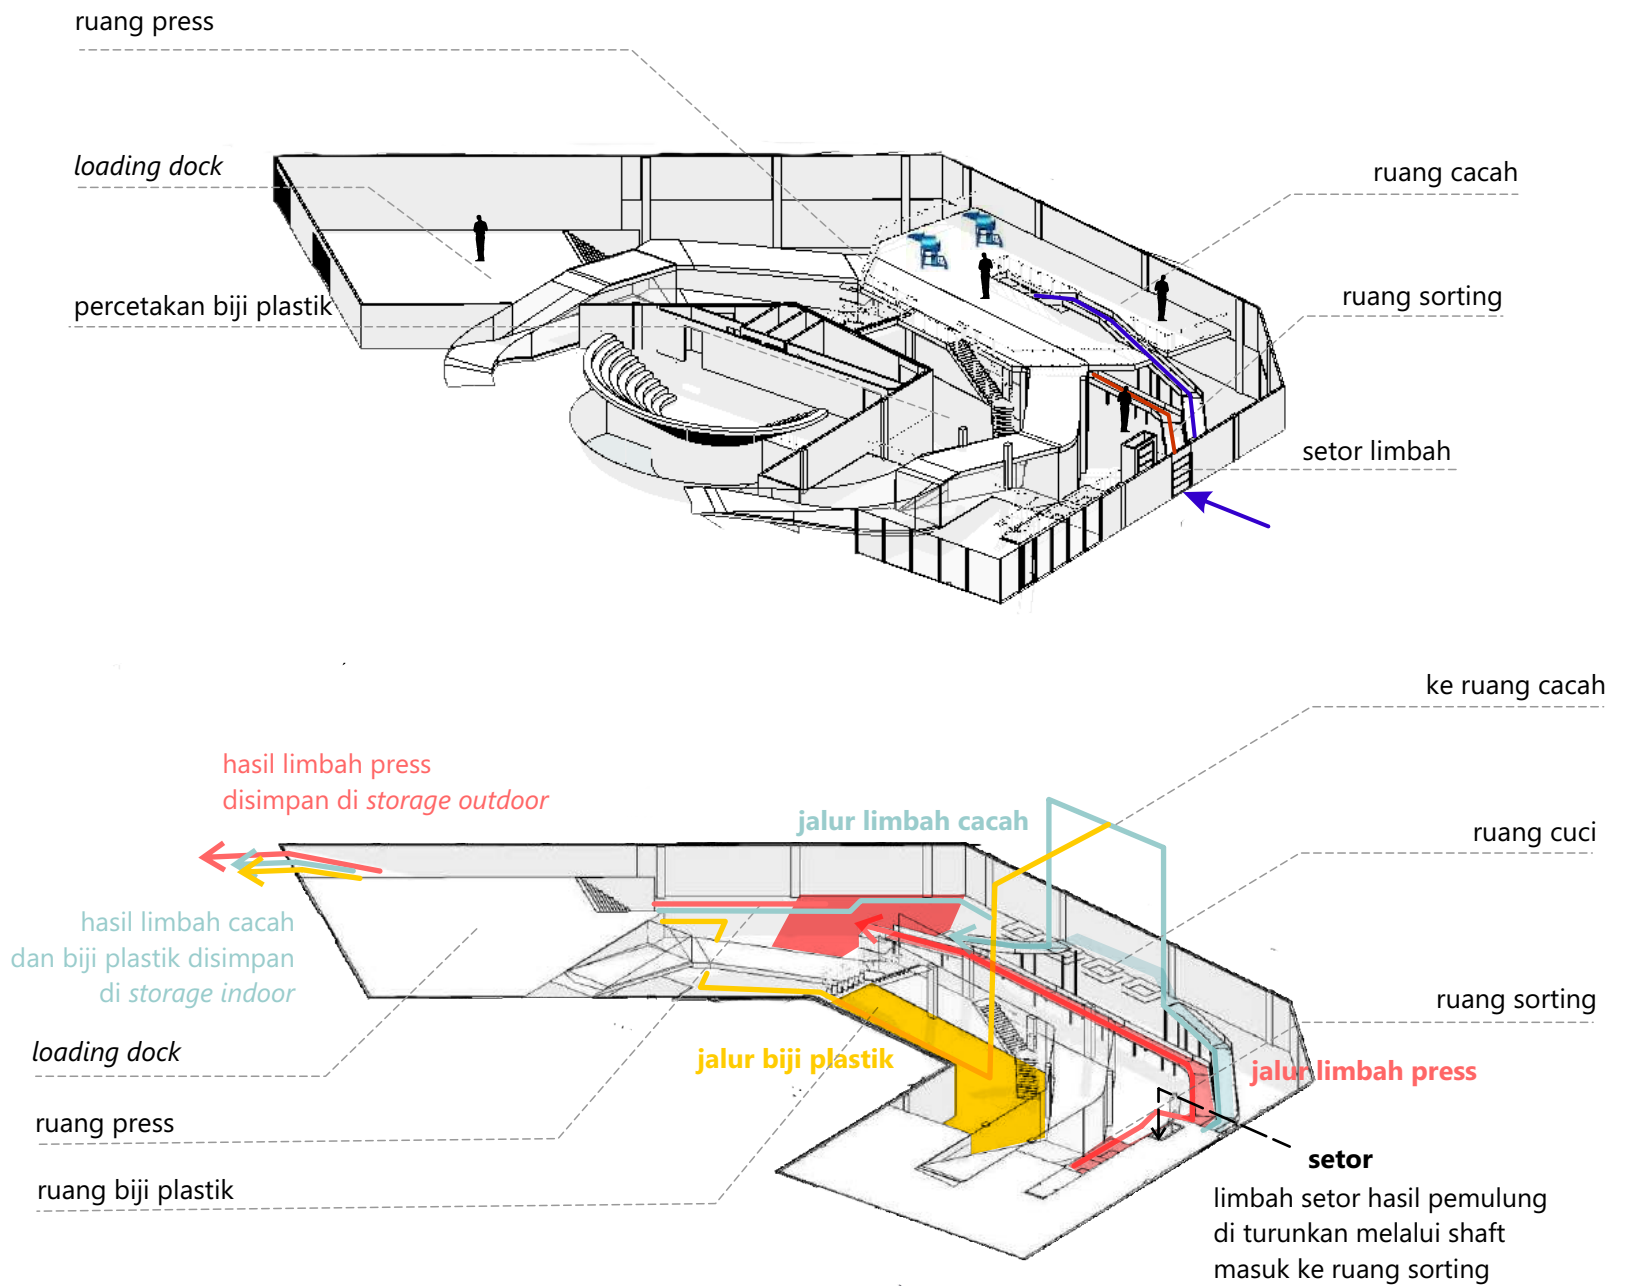 ruang press
loading dock
ruang cacah
percetakan biji plastik
ruang sorting
setor limbah
ke ruang cacah
hasil limbah press
disimpan di storage outdoor
jalur limbah cacah
ruang cuci
hasil limbah cacah
dan biji plastik disimpan
di storage indoor
ruang sorting
loading dock
jalur biji plastik
jalur limbah press
ruang press
setor
ruang biji plastik
limbah setor hasil pemulung
di turunkan melalui shaft
masuk ke ruang sorting